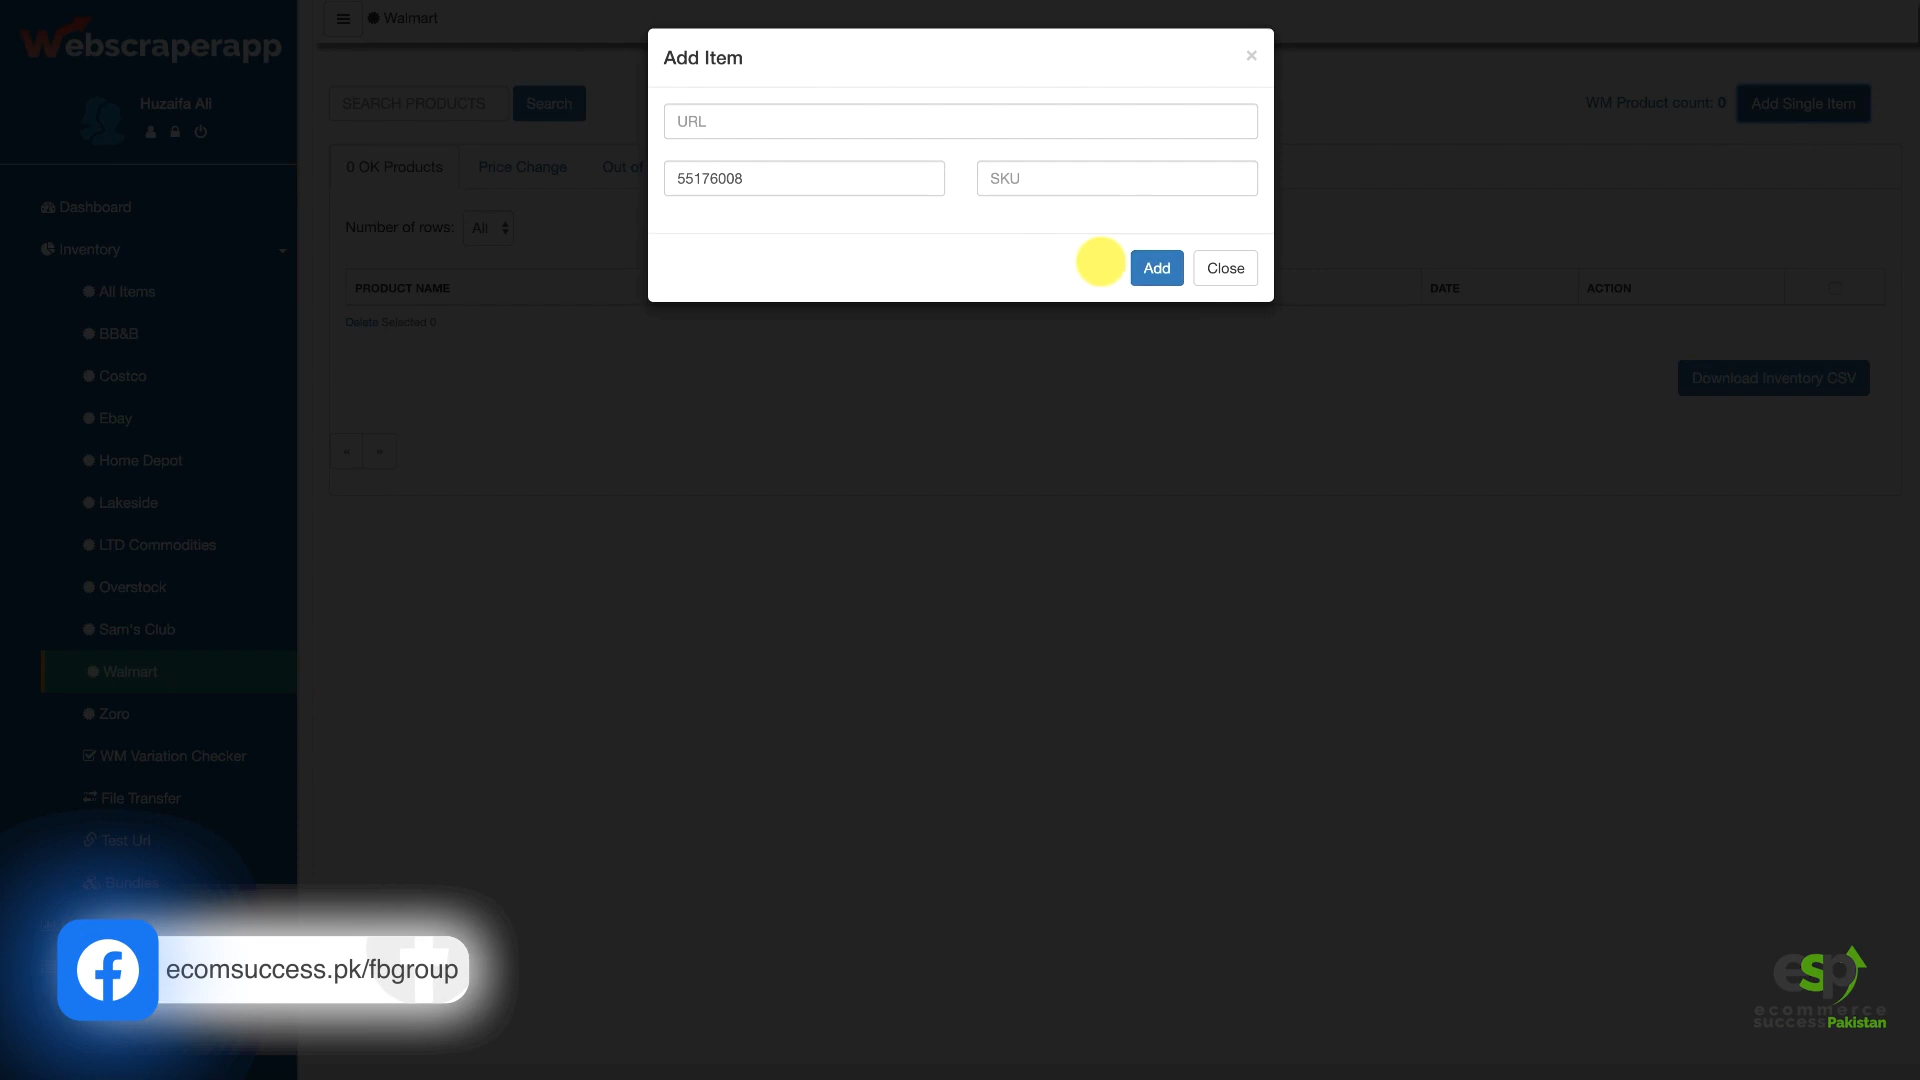 Webscraperapp
Huzaifa Ali
Dashboard
Inventory
All Items
BB&B
Costco
Ebay
Home Depot
Lakeside
LTD Commodities
Overstock
Sam's Club
Walmart
Zoro
WM Variation Checker
File Transfer
Test Url
Bundles
Walmart
SEARCH PRODUCTS
Search
WM Product count: 0
Add Single Item
0 OK Products
Price Change
Out of
Number of rows:
All
PRODUCT NAME
DATE
ACTION
Delete Selected 0
Download Inventory CSV
«
»
Add Item
×
URL
55176008
SKU
Add
Close
ecomsuccess.pk/fbgroup
esp
ecommerce
successPakistan